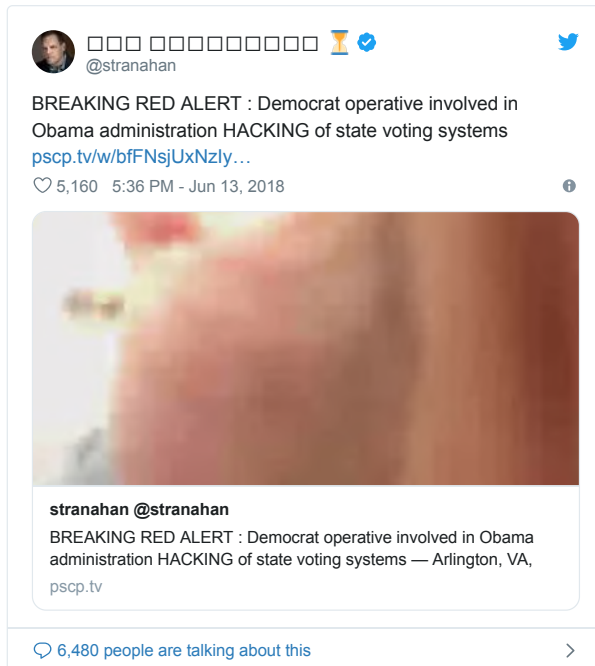 @stranahan
BREAKING RED ALERT : Democrat operative involved in
Obama administration HACKING of state voting systems
pscp.tv/w/bfFNsjUxNzIy…
5,160 5:36 PM - Jun 13, 2018
stranahan @stranahan
BREAKING RED ALERT : Democrat operative involved in Obama
administration HACKING of state voting systems — Arlington, VA,
pscp.tv
6,480 people are talking about this